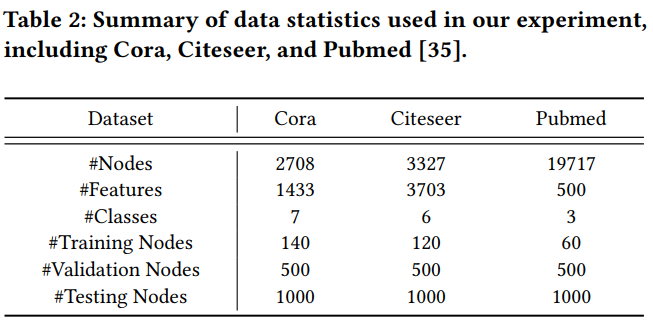 Table 2: Summary of data statistics used in our experiment,
including Cora, Citeseer, and Pubmed [35].
Dataset Cora Citeseer Pubmed
#Nodes 2708 3327 19717
#Features 1433 3703 500
#Classes 7 6 3
#Training Nodes 140 120 60
#Validation Nodes 500 500 500
#Testing Nodes 1000 1000 1000